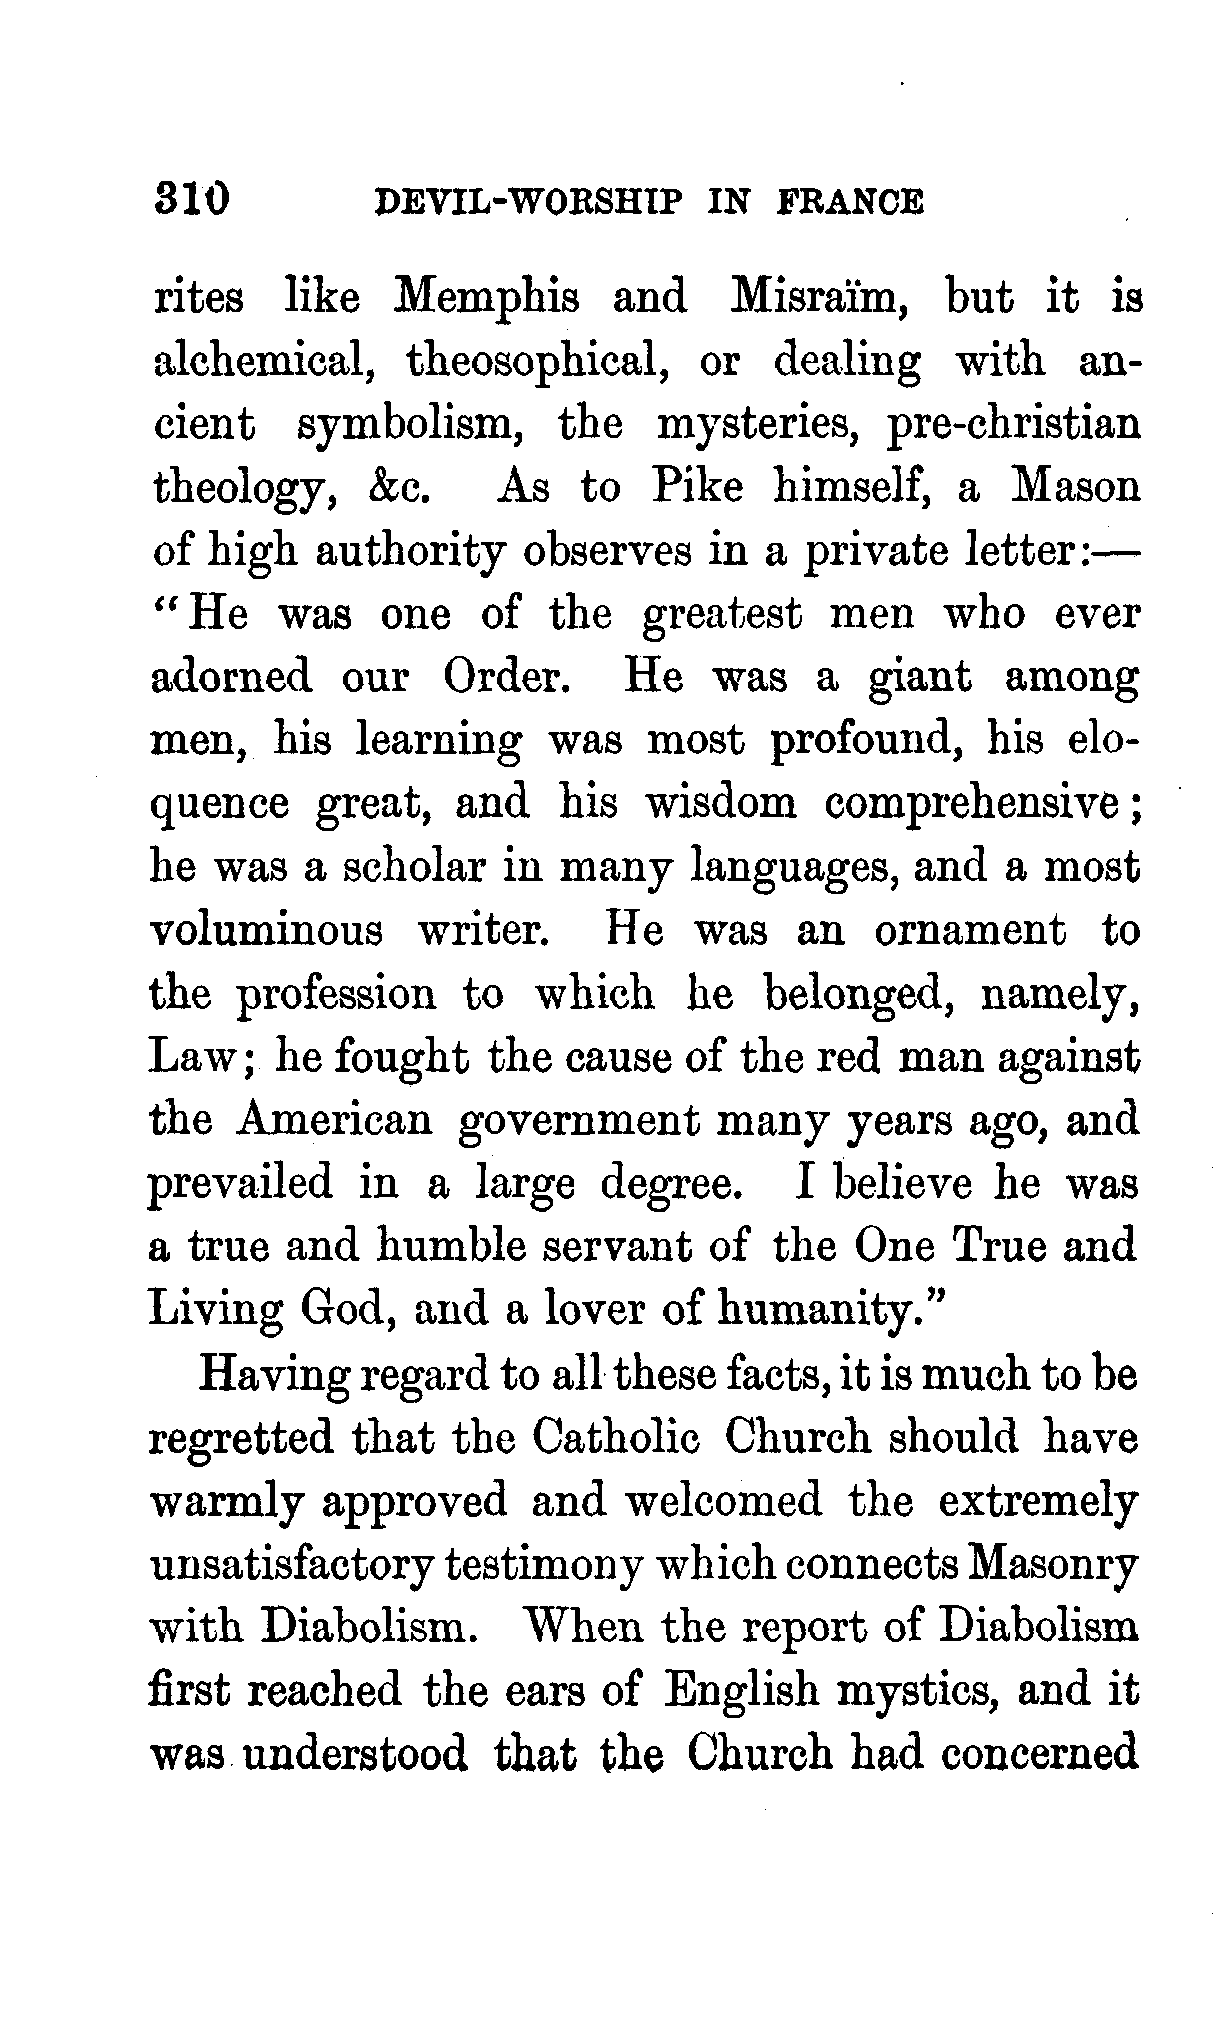 310 DEVIL-WORSHIP IN FRANCE
rites like Memphis and Misraïm, but it is
alchemical, theosophical, or dealing with an-
cient symbolism, the mysteries, pre-christian
theology, &c. As to Pike himself, a Mason
of high authority observes in a private letter:—
“He was one of the greatest men who ever
adorned our Order. He was a giant among
men, his learning was most profound, his elo-
quence great, and his wisdom comprehensive;
he was a scholar in many languages, and a most
voluminous writer. He was an ornament to
the profession to which he belonged, namely,
Law; he fought the cause of the red man against
the American government many years ago, and
prevailed in a large degree. I believe he was
a true and humble servant of the One True and
Living God, and a lover of humanity.”
Having regard to all these facts, it is much to be
regretted that the Catholic Church should have
warmly approved and welcomed the extremely
unsatisfactory testimony which connects Masonry
with Diabolism. When the report of Diabolism
first reached the ears of English mystics, and it
was understood that the Church had concerned